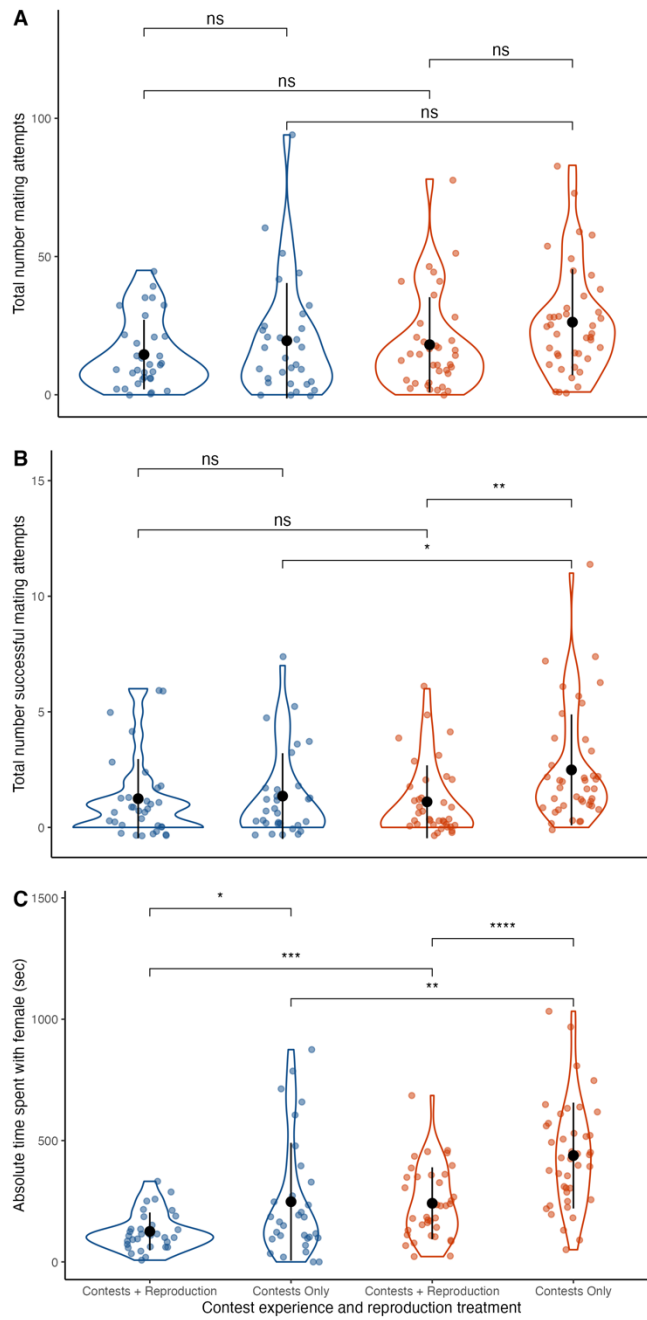 A
Total number mating attempts
100
50
0
ns
ns
ns
ns
B
Total number successful mating attempts
15
10
5
0
ns
**
ns
*
C
Absolute time spent with female (sec)
1500
1000
500
0
*
****
***
**
Contests + Reproduction Contests Only Contests + Reproduction Contests Only
Contest experience and reproduction treatment